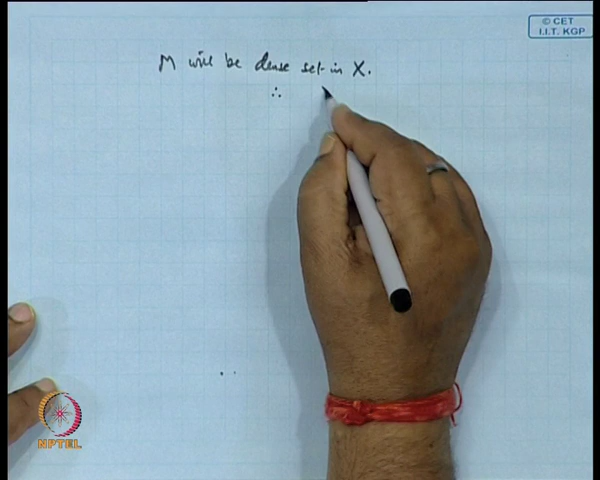 © CET
I.I.T. KGP
M will be dense set in X.
∴
NPTEL